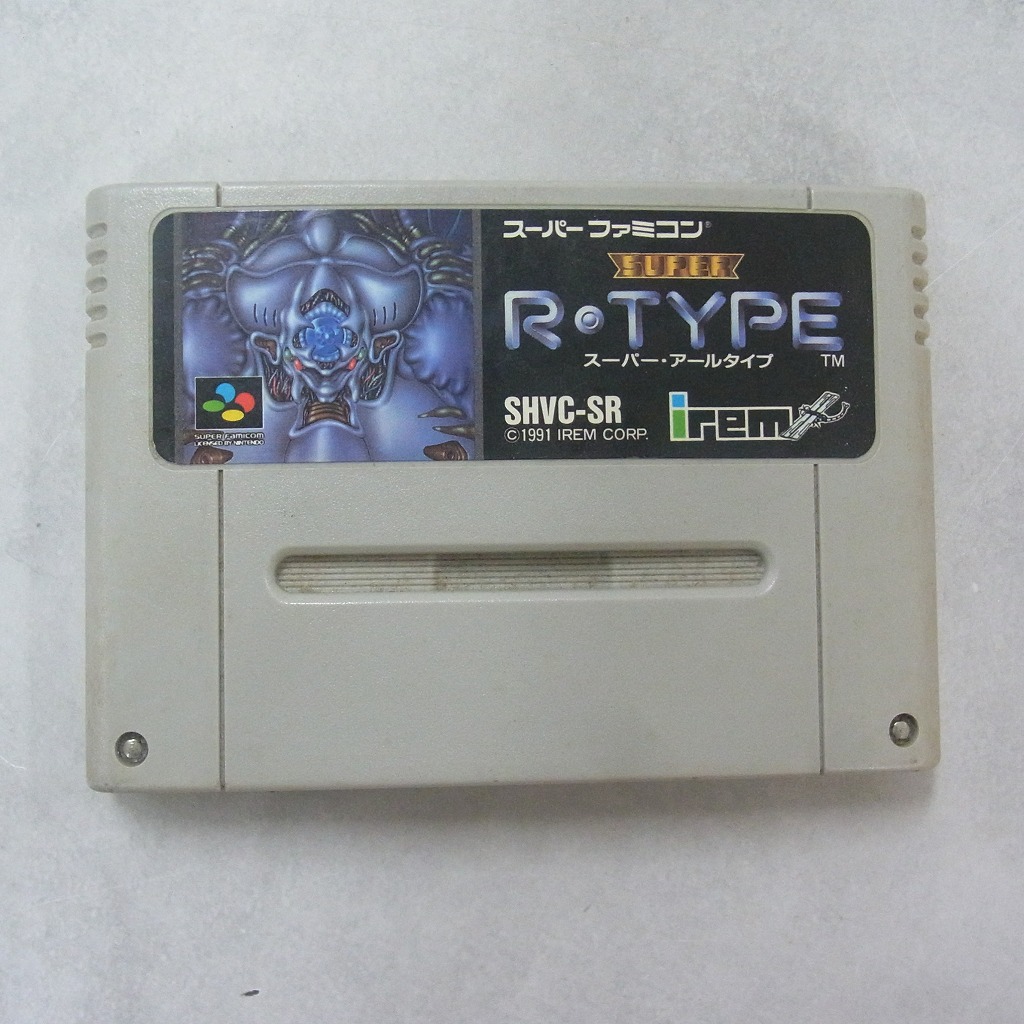 スーパーファミコン®
SUPER
R・TYPE
スーパー・アールタイプ TM
SHVC-SR
©1991 IREM CORP.
irem
SUPER FAMICOM
LICENSED BY NINTENDO